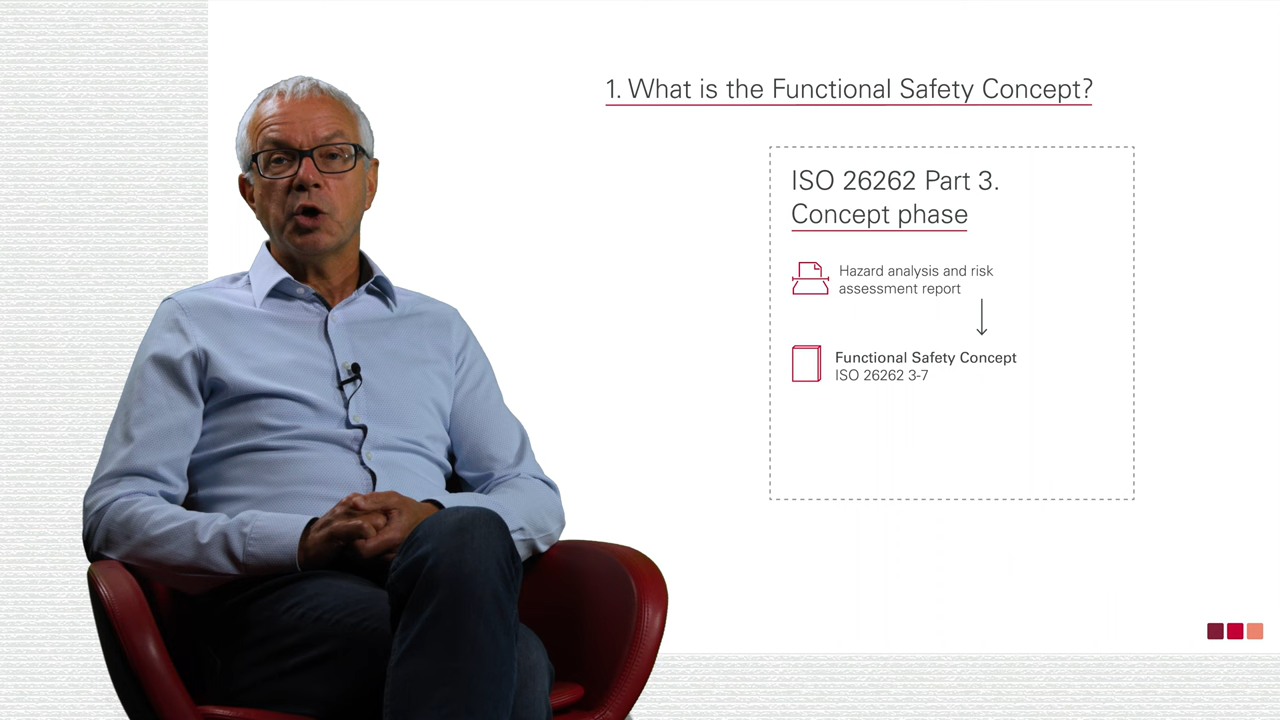 1. What is the Functional Safety Concept?
ISO 26262 Part 3.
Concept phase
Hazard analysis and risk
assessment report
Functional Safety Concept
ISO 26262 3-7